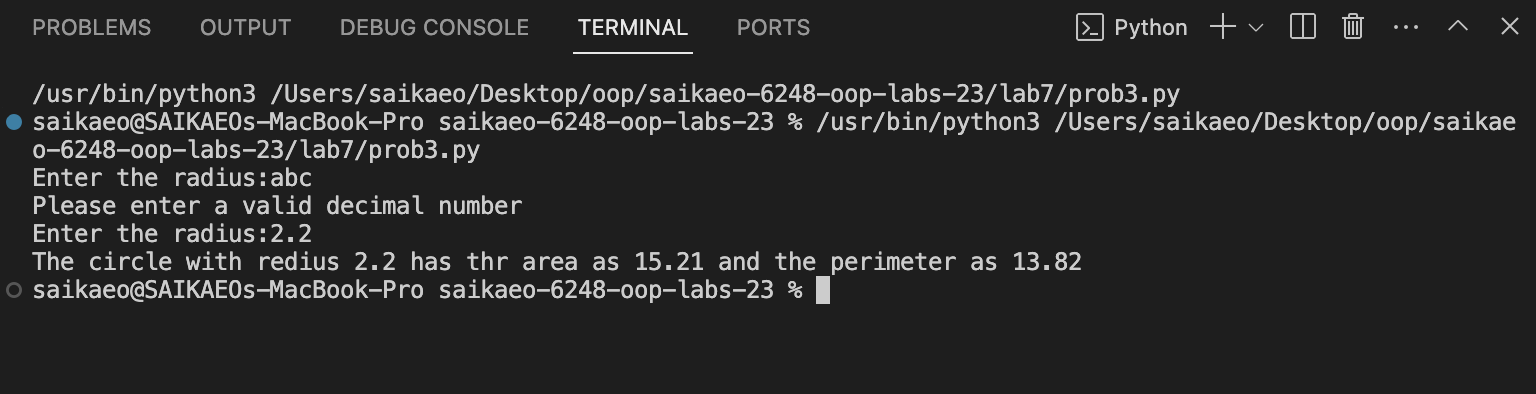 PROBLEMS OUTPUT DEBUG CONSOLE TERMINAL PORTS Python
/usr/bin/python3 /Users/saikaeo/Desktop/oop/saikaeo-6248-oop-labs-23/lab7/prob3.py
saikaeo@SAIKAEOs-MacBook-Pro saikaeo-6248-oop-labs-23 % /usr/bin/python3 /Users/saikaeo/Desktop/oop/saikae
o-6248-oop-labs-23/lab7/prob3.py
Enter the radius:abc
Please enter a valid decimal number
Enter the radius:2.2
The circle with redius 2.2 has thr area as 15.21 and the perimeter as 13.82
saikaeo@SAIKAEOs-MacBook-Pro saikaeo-6248-oop-labs-23 %